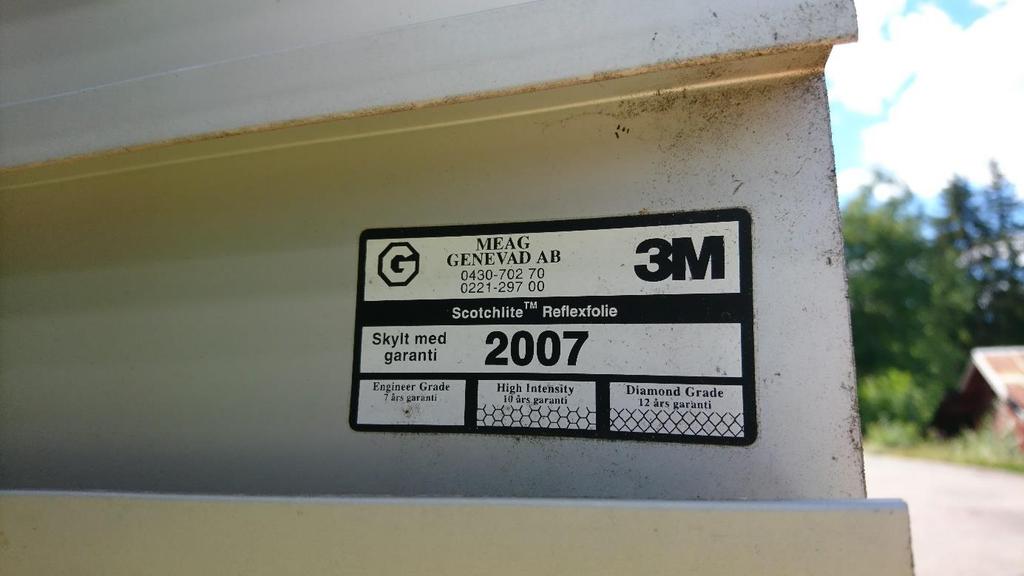 G
MEAG
GENEVAD AB
0430-702 70
0221-297 00
3M
Scotchlite™ Reflexfolie
Skylt med
garanti
2007
Engineer Grade
7 års garanti
High Intensity
10 års garanti
Diamond Grade
12 års garanti